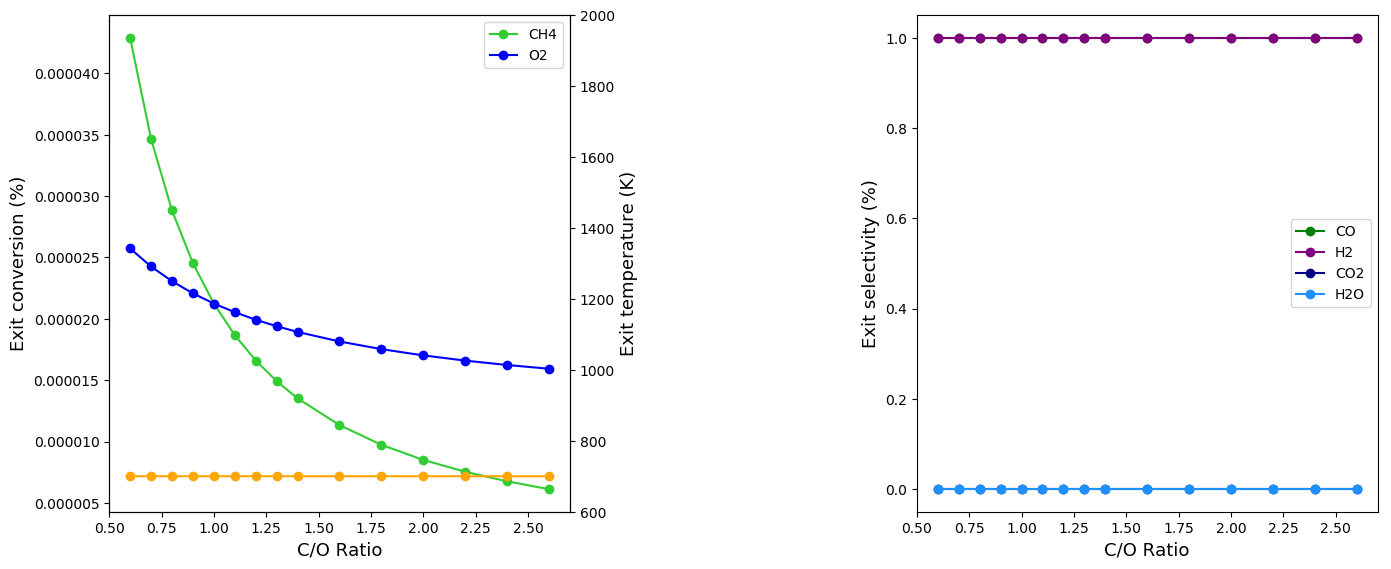 Exit conversion (%)
0.000040
0.000035
0.000030
0.000025
0.000020
0.000015
0.000010
0.000005
0.50 0.75 1.00 1.25 1.50 1.75 2.00 2.25 2.50
C/O Ratio
CH4
O2
2000
1800
1600
1400
1200
1000
800
600
Exit temperature (K)
Exit selectivity (%)
1.0
0.8
0.6
0.4
0.2
0.0
0.50 0.75 1.00 1.25 1.50 1.75 2.00 2.25 2.50
C/O Ratio
CO
H2
CO2
H2O